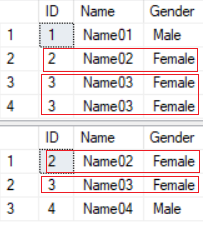 ID Name Gender
1 1 Name01 Male
2 2 Name02 Female
3 3 Name03 Female
4 3 Name03 Female
ID Name Gender
1 2 Name02 Female
2 3 Name03 Female
3 4 Name04 Male